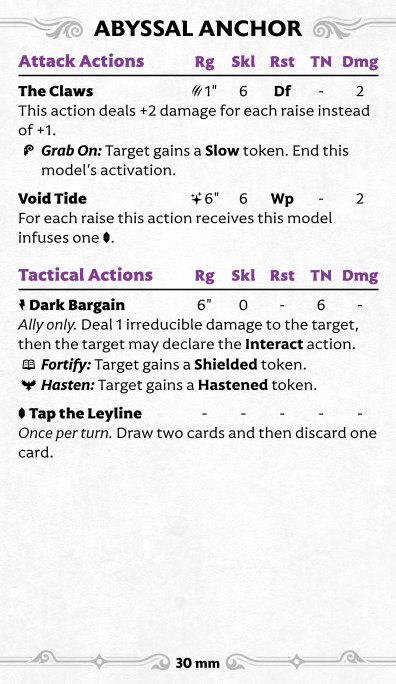 ABYSSAL ANCHOR
Attack Actions Rg Skl Rst TN Dmg
The Claws 1" 6 Df - 2
This action deals +2 damage for each raise instead
of +1.
Grab On: Target gains a Slow token. End this
model's activation.
Void Tide 6" 6 Wp - 2
For each raise this action receives this model
infuses one .
Tactical Actions Rg Skl Rst TN Dmg
Dark Bargain 6" 0 - 6 -
Ally only. Deal 1 irreducible damage to the target,
then the target may declare the Interact action.
Fortify: Target gains a Shielded token.
Hasten: Target gains a Hastened token.
Tap the Leyline - - - - -
Once per turn. Draw two cards and then discard one
card.
30 mm